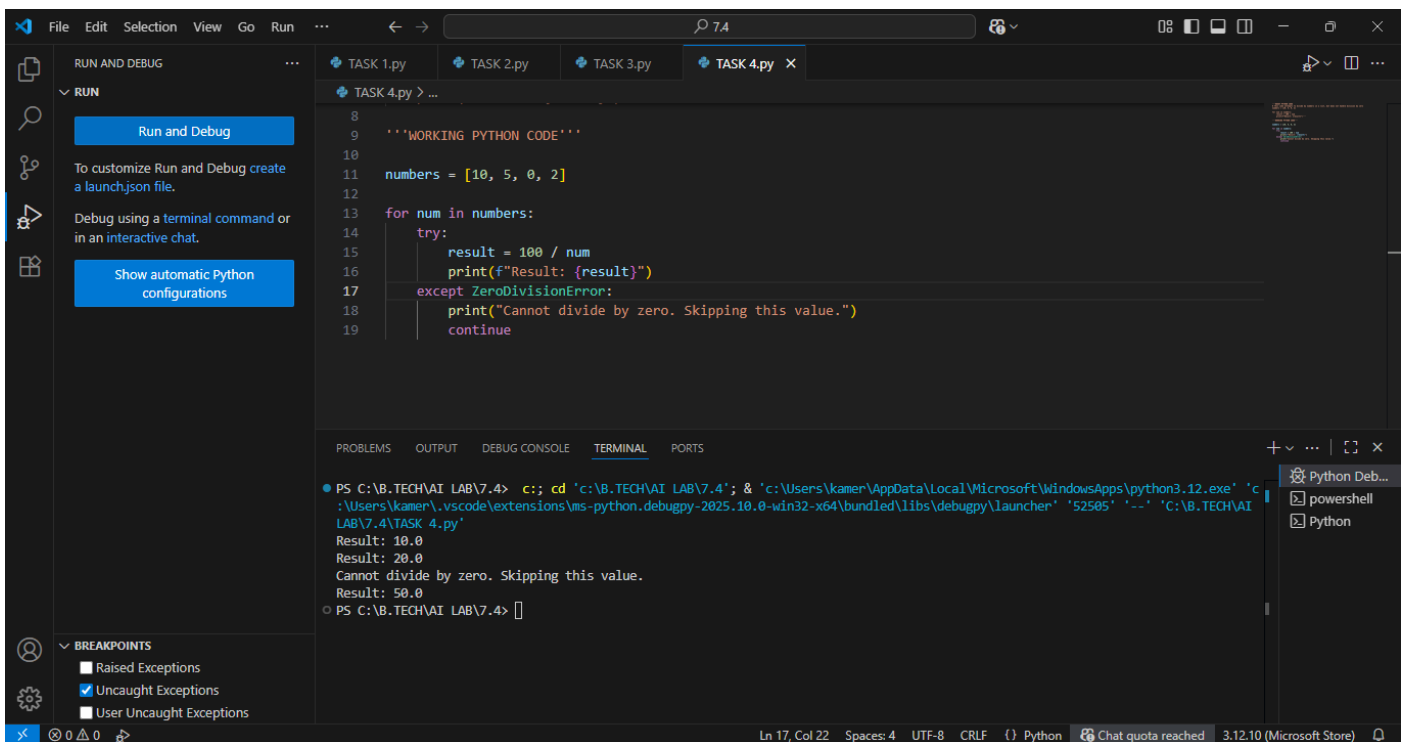 File Edit Selection View Go Run ··· 7.4
RUN AND DEBUG ···
RUN
Run and Debug
To customize Run and Debug create
a launch.json file.
Debug using a terminal command or
in an interactive chat.
Show automatic Python
configurations
BREAKPOINTS
Raised Exceptions
Uncaught Exceptions
User Uncaught Exceptions
TASK 1.py TASK 2.py TASK 3.py TASK 4.py
TASK 4.py > ...
8
9 '''WORKING PYTHON CODE'''
10
11 numbers = [10, 5, 0, 2]
12
13 for num in numbers:
14     try:
15         result = 100 / num
16         print(f"Result: {result}")
17     except ZeroDivisionError:
18         print("Cannot divide by zero. Skipping this value.")
19         continue
PROBLEMS OUTPUT DEBUG CONSOLE TERMINAL PORTS
PS C:\B.TECH\AI LAB\7.4>  c:; cd 'c:\B.TECH\AI LAB\7.4'; & 'c:\Users\kamer\AppData\Local\Microsoft\WindowsApps\python3.12.exe' 'c
:\Users\kamer\.vscode\extensions\ms-python.debugpy-2025.10.0-win32-x64\bundled\libs\debugpy\launcher' '52505' '--' 'C:\B.TECH\AI
LAB\7.4\TASK 4.py'
Result: 10.0
Result: 20.0
Cannot divide by zero. Skipping this value.
Result: 50.0
PS C:\B.TECH\AI LAB\7.4>
Python Deb...
powershell
Python
0 0 Ln 17, Col 22 Spaces: 4 UTF-8 CRLF {} Python Chat quota reached 3.12.10 (Microsoft Store)